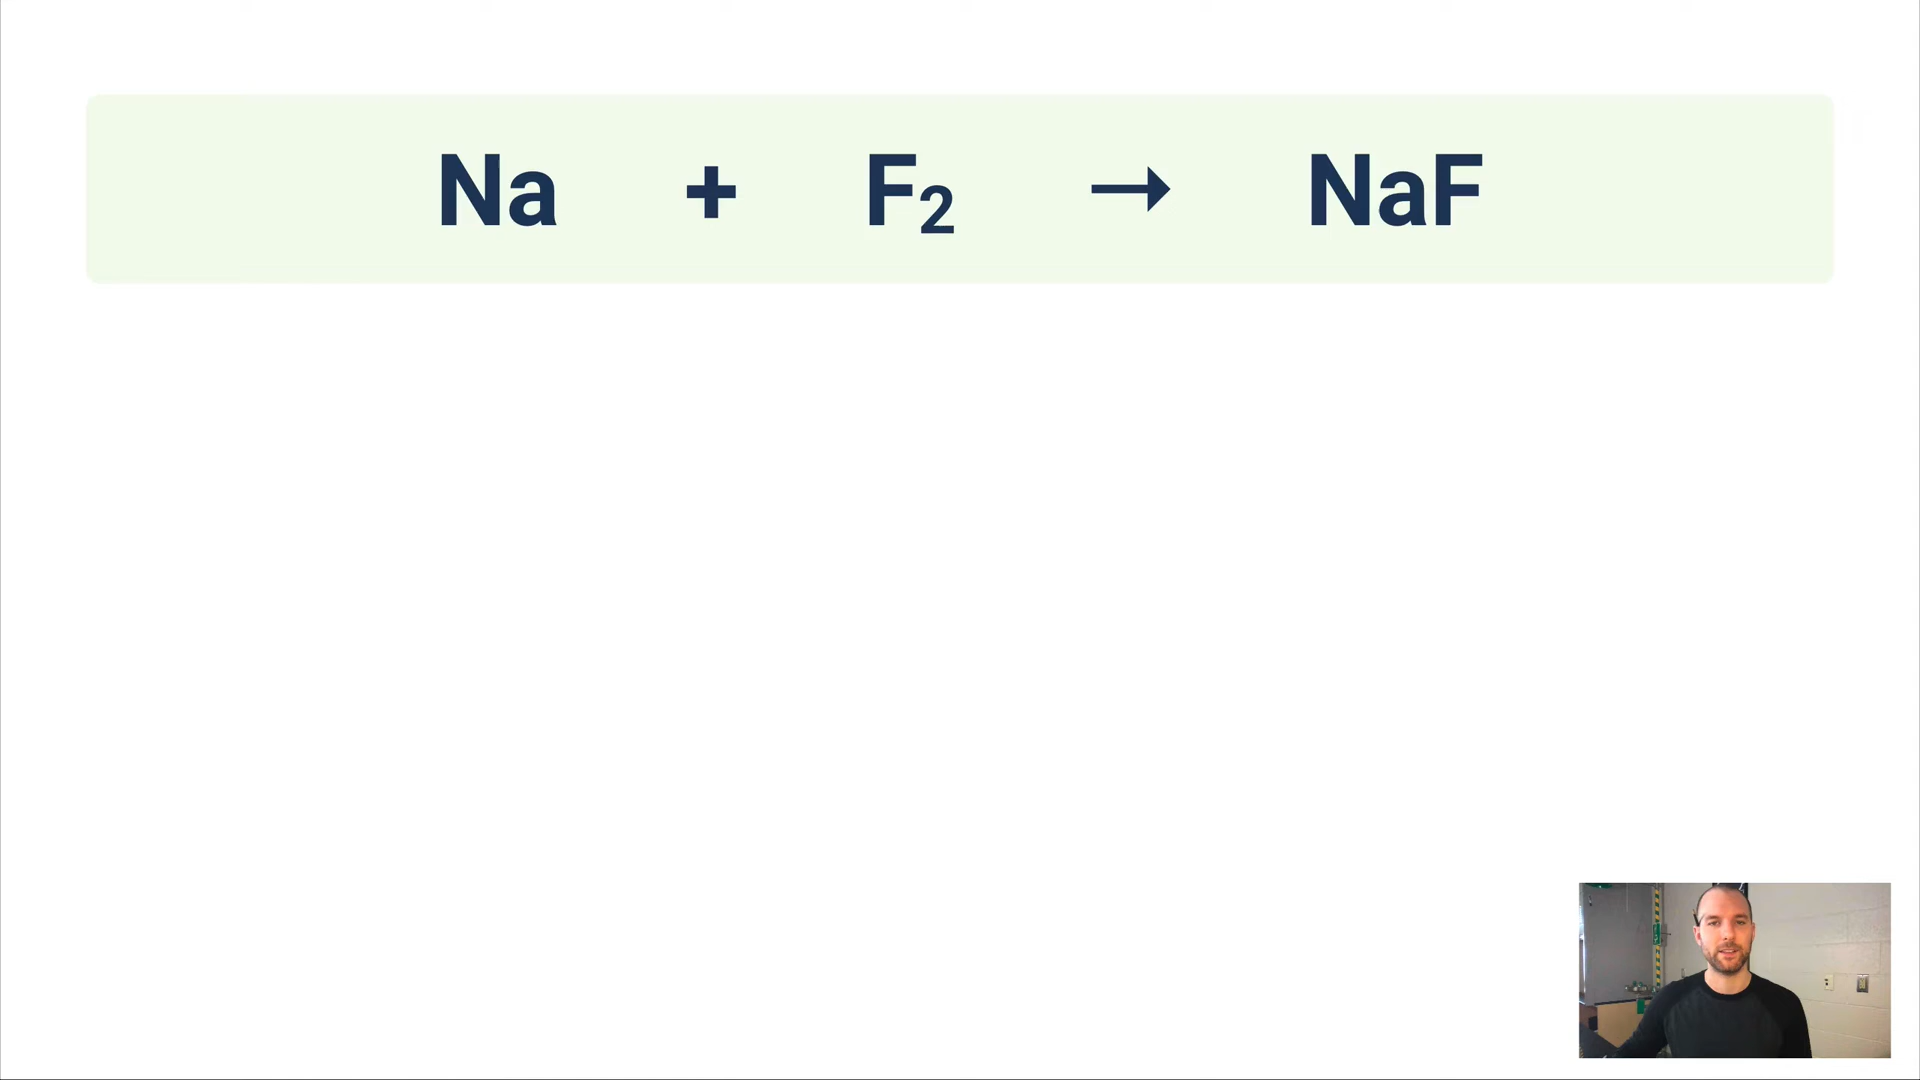 Na + F₂ → NaF